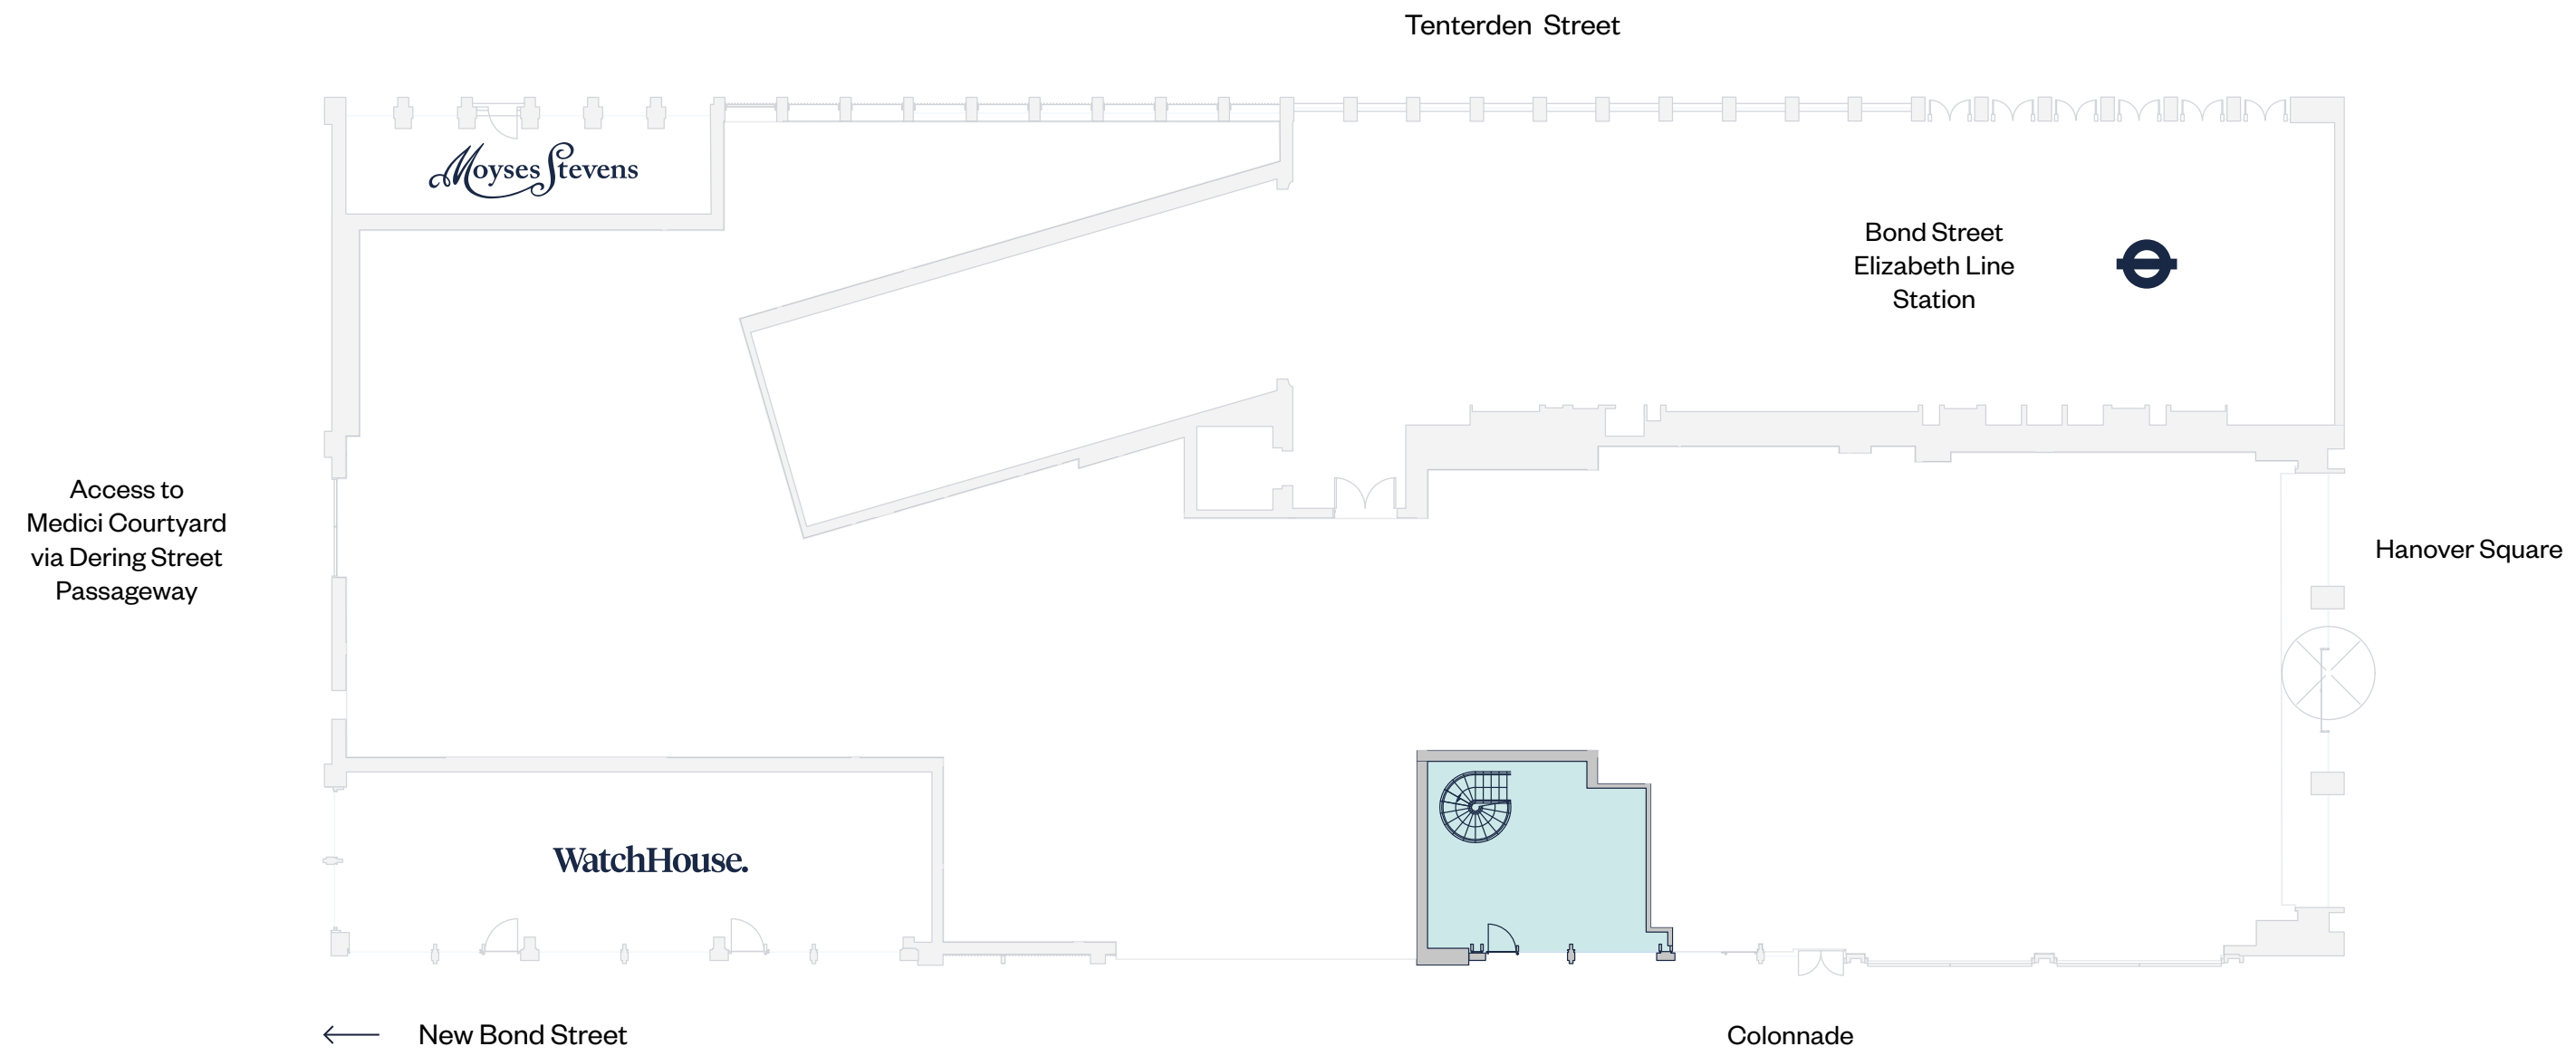 Tenterden Street
Moyses Stevens
Bond Street
Elizabeth Line
Station
Access to
Medici Courtyard
via Dering Street
Passageway
Hanover Square
WatchHouse.
New Bond Street
Colonnade